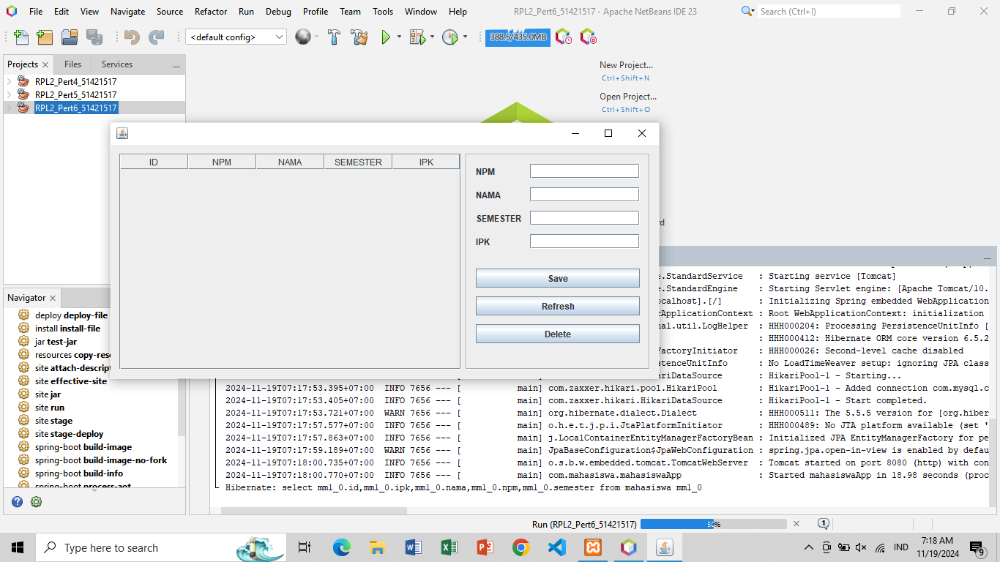 File Edit View Navigate Source Refactor Run Debug Profile Team Tools Window Help
RPL2_Pert6_51421517 - Apache NetBeans IDE 23
Search (Ctrl+I)
<default config>
388.5/435.0MB
Projects Files Services
RPL2_Pert4_51421517
RPL2_Pert5_51421517
RPL2_Pert6_51421517
New Project...
Ctrl+Shift+N
Open Project...
Ctrl+Shift+O
ID NPM NAMA SEMESTER IPK
NPM
NAMA
SEMESTER
IPK
Save
Refresh
Delete
Navigator
deploy deploy-file
install install-file
jar test-jar
resources copy-reso
site attach-descript
site effective-site
site jar
site run
site stage
site stage-deploy
spring-boot build-image
spring-boot build-image-no-fork
spring-boot build-info
spring-boot process-aot
rd
e.StandardService : Starting service [Tomcat]
e.StandardEngine : Starting Servlet engine: [Apache Tomcat/10.
ocalhost].[/] : Initializing Spring embedded WebApplication
rApplicationContext : Root WebApplicationContext: initialization
nal.util.LogHelper : HHH000204: Processing PersistenceUnitInfo [
: HHH000412: Hibernate ORM core version 6.5.2
FactoryInitiator : HHH000026: Second-level cache disabled
istenceUnitInfo : No LoadTimeWeaver setup: ignoring JPA class
kariDataSource : HikariPool-1 - Starting...
2024-11-19T07:17:53.395+07:00 INFO 7656 --- [ main] com.zaxxer.hikari.pool.HikariPool : HikariPool-1 - Added connection com.mysql.c
2024-11-19T07:17:53.405+07:00 INFO 7656 --- [ main] com.zaxxer.hikari.HikariDataSource : HikariPool-1 - Start completed.
2024-11-19T07:17:53.721+07:00 WARN 7656 --- [ main] org.hibernate.dialect.Dialect : HHH000511: The 5.5.5 version for [org.hiber
2024-11-19T07:17:57.577+07:00 INFO 7656 --- [ main] o.h.e.t.j.p.i.JtaPlatformInitiator : HHH000489: No JTA platform available (set '
2024-11-19T07:17:57.863+07:00 INFO 7656 --- [ main] j.LocalContainerEntityManagerFactoryBean : Initialized JPA EntityManagerFactory for pe
2024-11-19T07:17:59.189+07:00 WARN 7656 --- [ main] JpaBaseConfiguration$JpaWebConfiguration : spring.jpa.open-in-view is enabled by defau
2024-11-19T07:18:00.735+07:00 INFO 7656 --- [ main] o.s.b.w.embedded.tomcat.TomcatWebServer : Tomcat started on port 8080 (http) with con
2024-11-19T07:18:00.770+07:00 INFO 7656 --- [ main] com.mahasiswa.mahasiswaApp : Started mahasiswaApp in 18.98 seconds (proc
Hibernate: select mm1_0.id,mm1_0.ipk,mm1_0.nama,mm1_0.npm,mm1_0.semester from mahasiswa mm1_0
Run (RPL2_Pert6_51421517)
1
Type here to search
IND
7:18 AM
11/19/2024
9